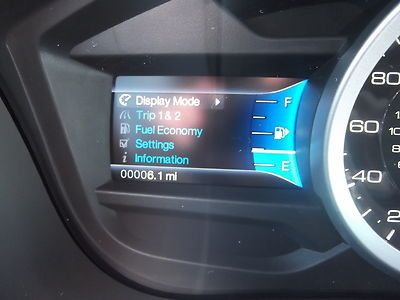 Display Mode
Trip 1 & 2
Fuel Economy
Settings
Information
00006.1 mi
F
E
80
60
40